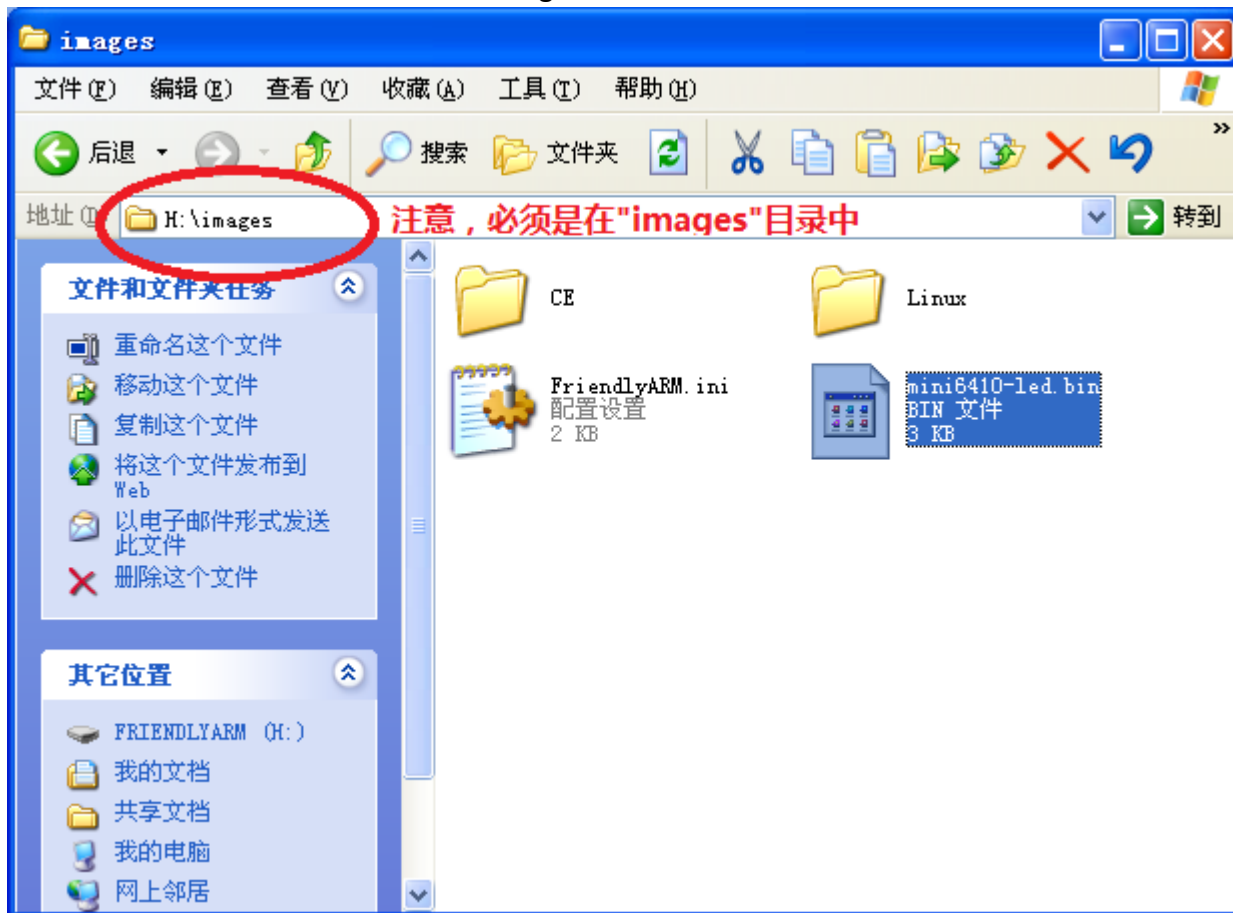 images
文件(F) 编辑(E) 查看(V) 收藏(A) 工具(T) 帮助(H)
后退 搜索 文件夹 »
地址(D) H:\images 注意，必须是在"images"目录中 转到
文件和文件夹任务
重命名这个文件
移动这个文件
复制这个文件
将这个文件发布到
Web
以电子邮件形式发送
此文件
删除这个文件
其它位置
FRIENDLYARM (H:)
我的文档
共享文档
我的电脑
网上邻居
CE
Linux
FriendlyARM.ini
配置设置
2 KB
mini6410-led.bin
BIN 文件
3 KB